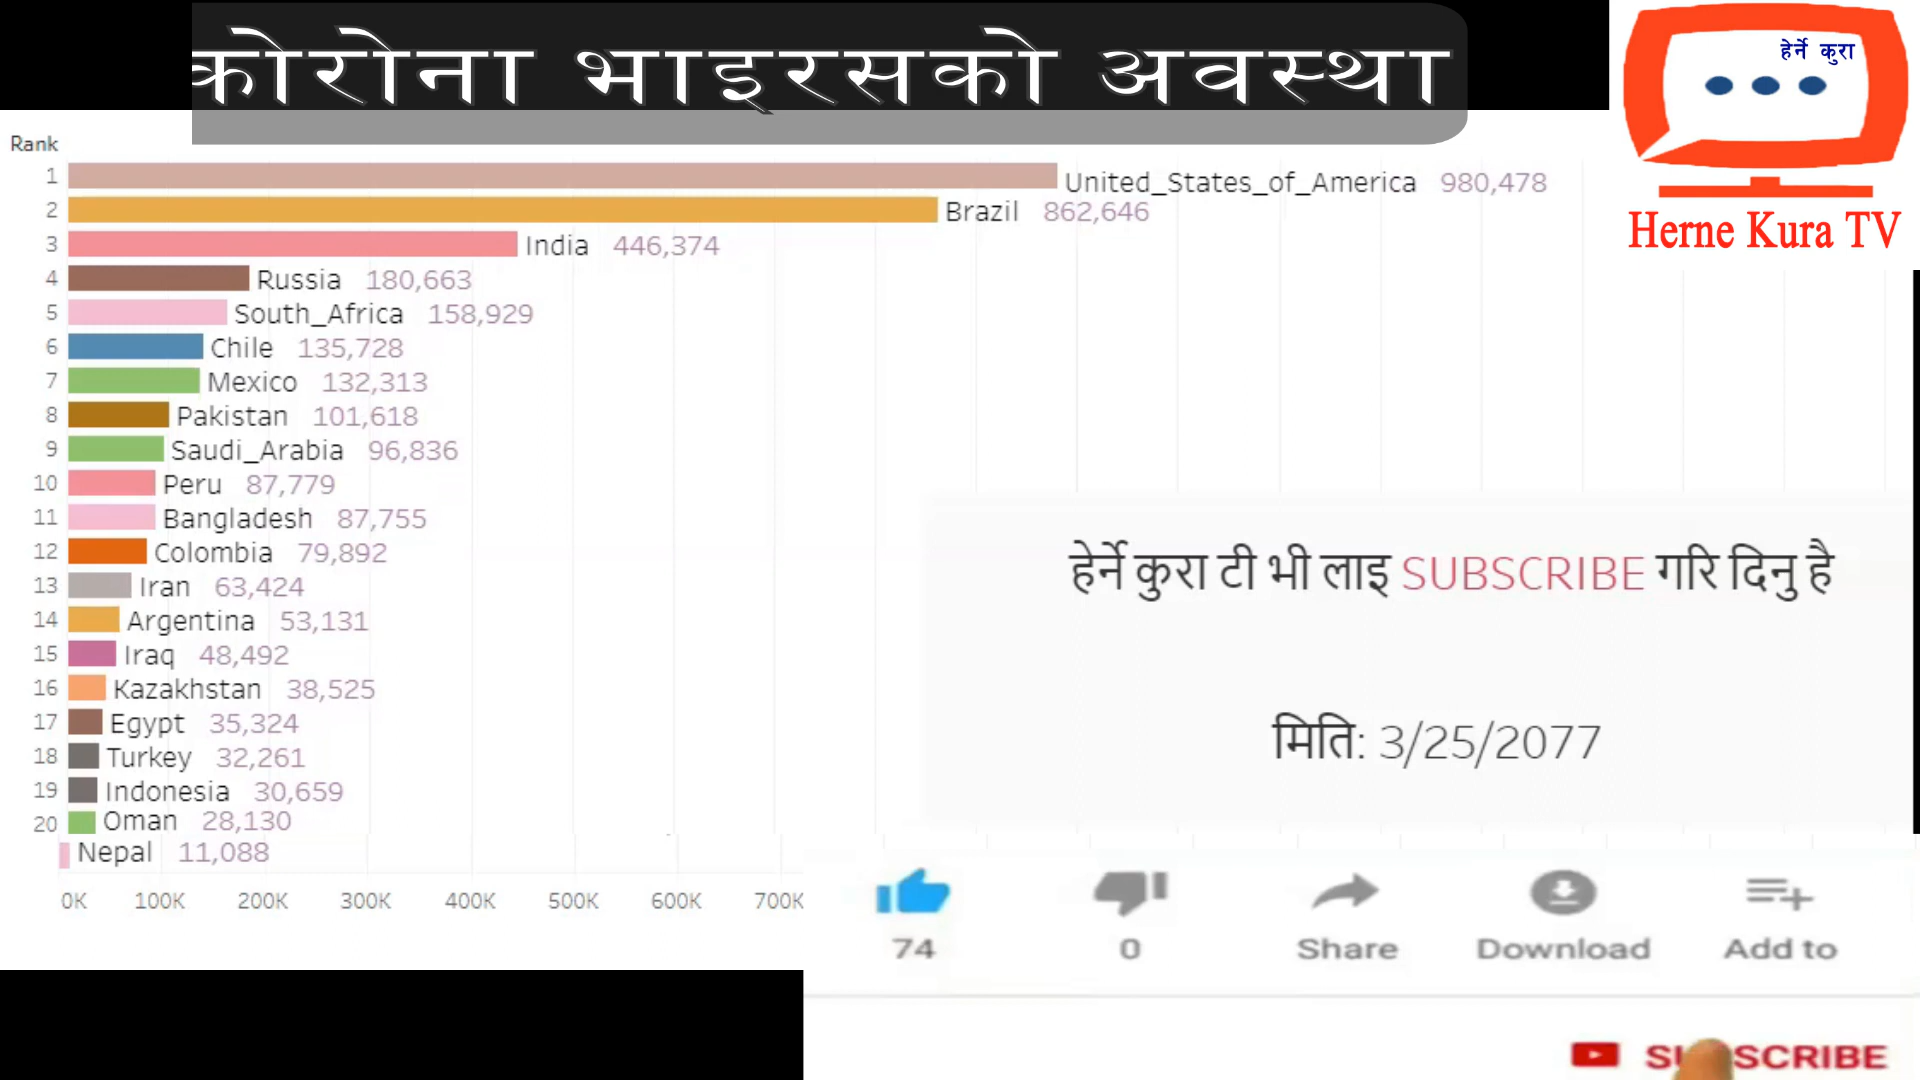 कोरोना भाइरसको अवस्था
हेर्ने कुरा
Herne Kura TV
Rank
1 United_States_of_America 980,478
2 Brazil 862,646
3 India 446,374
4 Russia 180,663
5 South_Africa 158,929
6 Chile 135,728
7 Mexico 132,313
8 Pakistan 101,618
9 Saudi_Arabia 96,836
10 Peru 87,779
11 Bangladesh 87,755
12 Colombia 79,892
13 Iran 63,424
14 Argentina 53,131
15 Iraq 48,492
16 Kazakhstan 38,525
17 Egypt 35,324
18 Turkey 32,261
19 Indonesia 30,659
20 Oman 28,130
Nepal 11,088
0K 100K 200K 300K 400K 500K 600K 700K
हेर्ने कुरा टी भी लाइ SUBSCRIBE गरि दिनु है
मिति: 3/25/2077
74 0 Share Download Add to